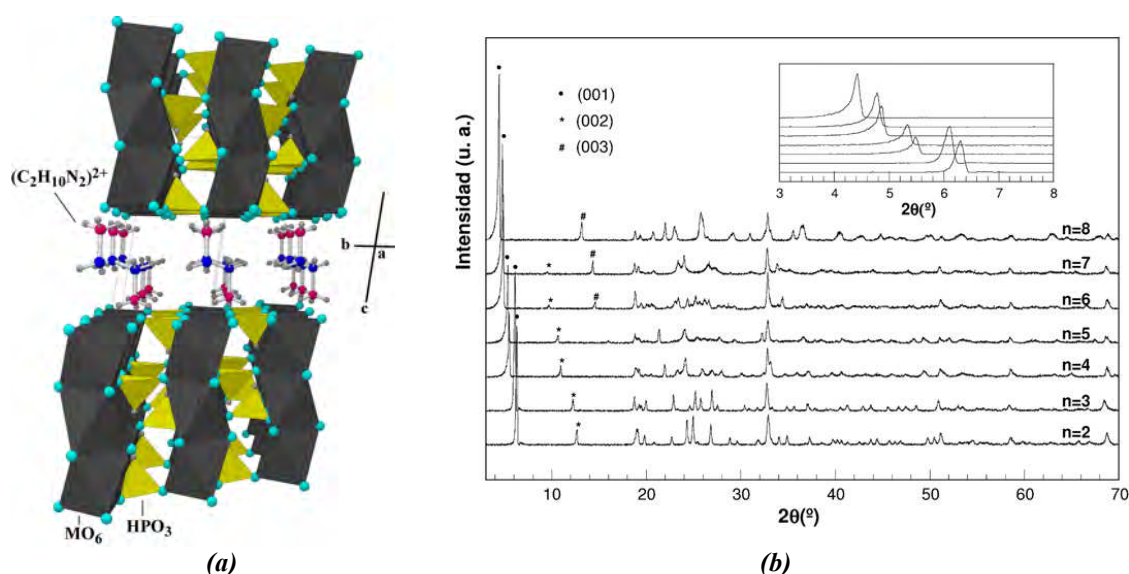 (C₂H₁₀N₂)²⁺
b
a
c
MO₆
HPO₃
(a)
Intensidad (u. a.)
• (001)
* (002)
# (003)
3 4 5 6 7 8
2θ(º)
# n=8
* # n=7
* # n=6
* n=5
* n=4
* n=3
* n=2
10 20 30 40 50 60 70
2θ(º)
(b)